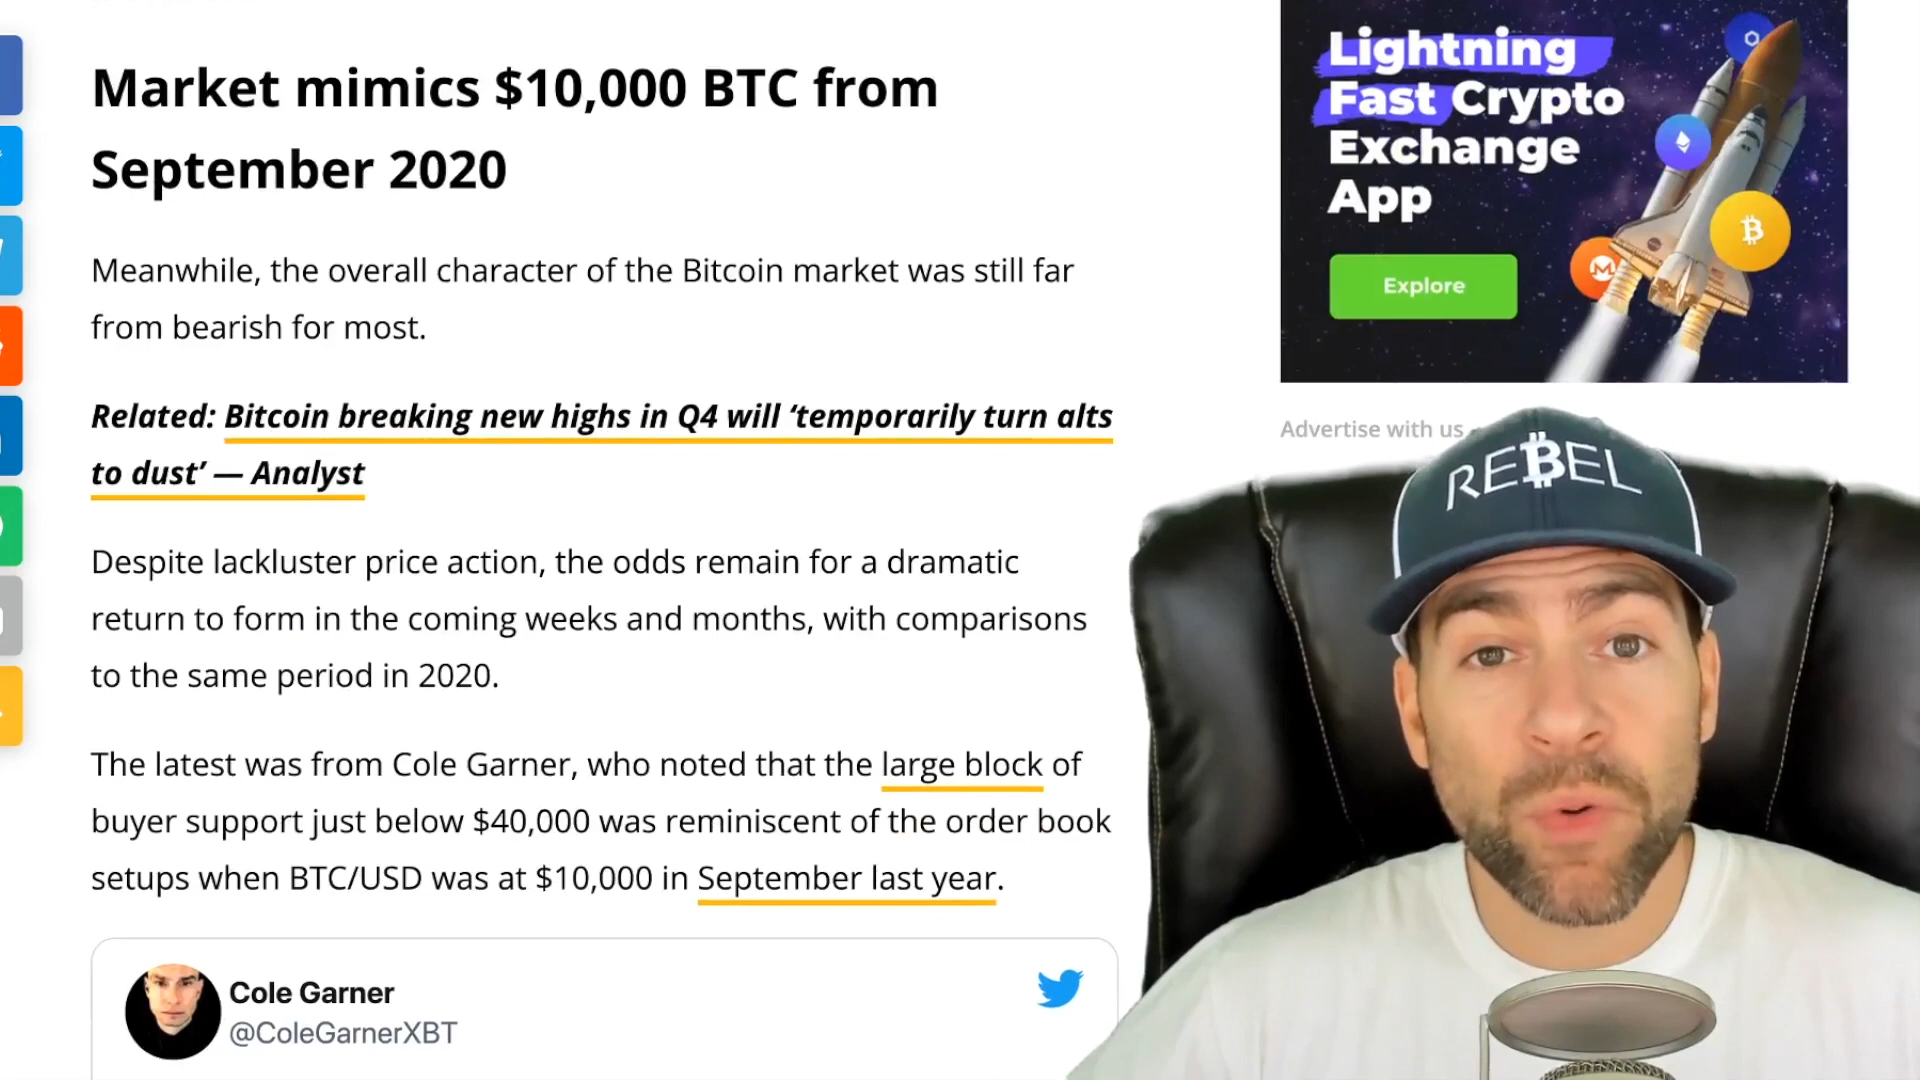 Market mimics $10,000 BTC from
September 2020
Meanwhile, the overall character of the Bitcoin market was still far
from bearish for most.
Related: Bitcoin breaking new highs in Q4 will ‘temporarily turn alts
to dust’ — Analyst
Despite lackluster price action, the odds remain for a dramatic
return to form in the coming weeks and months, with comparisons
to the same period in 2020.
The latest was from Cole Garner, who noted that the large block of
buyer support just below $40,000 was reminiscent of the order book
setups when BTC/USD was at $10,000 in September last year.
Cole Garner
@ColeGarnerXBT
Lightning
Fast Crypto
Exchange
App
Explore
Advertise with us
REBEL